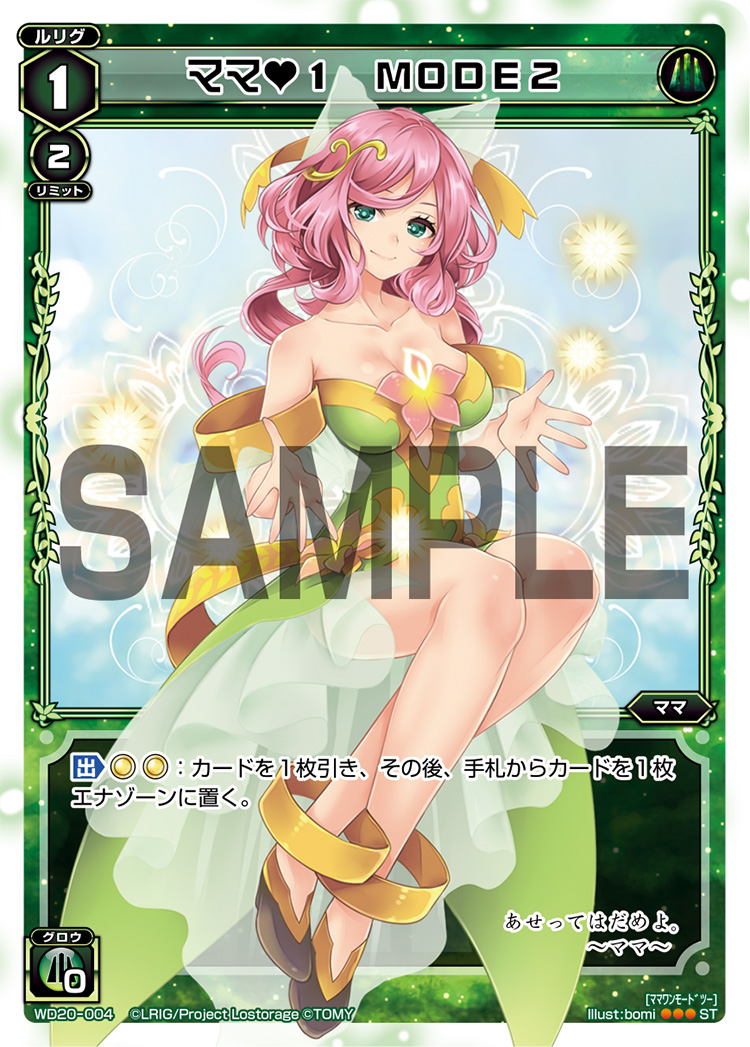 ルリグ
1
ママ♥1 MODE2
2
リミット
SAMPLE
ママ
出:カードを1枚引き、その後、手札からカードを1枚
エナゾーンに置く。
あせってはだめよ。
~ママ~
グロウ
0
[ママワンモードツー]
WD20-004 ©LRIG/Project Lostorage ©TOMY Illust:bomi ST